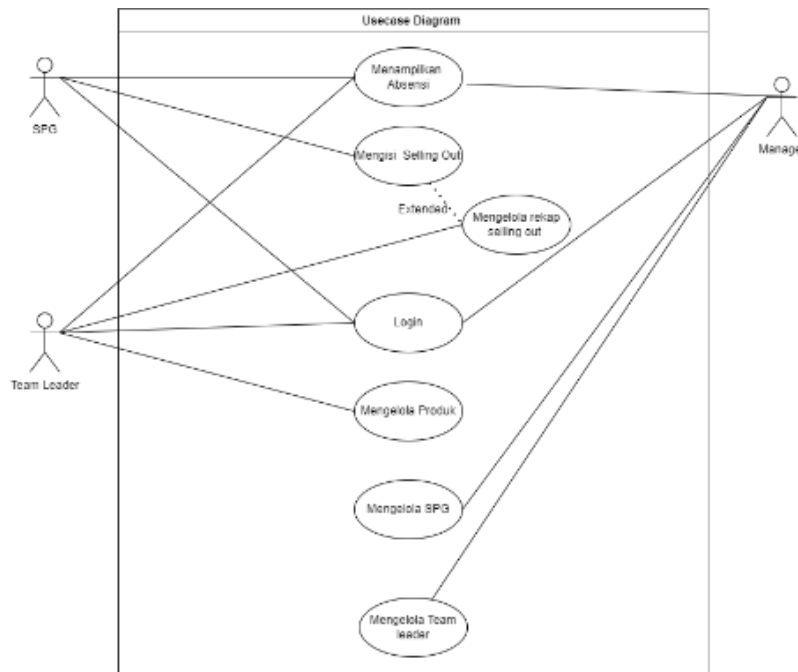 Usecase Diagram
Menampilkan
Absensi
SPG
Manage
Mengisi Selling Out
Extended
Mengelola rekap
selling out
Login
Team Leader
Mengelola Produk
Mengelola SPG
Mengelola Team
leader